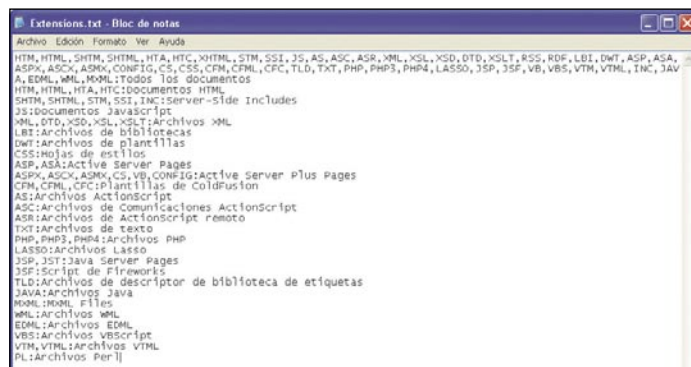 Extensions.txt - Bloc de notas
Archivo Edición Formato Ver Ayuda
HTM,HTML,SHTM,SHTML,HTA,HTC,XHTML,STM,SSI,JS,AS,ASC,ASR,XML,XSL,XSD,DTD,XSLT,RSS,RDF,LBI,DWT,ASP,ASA,
ASPX,ASCX,ASMX,CONFIG,CS,CSS,CFM,CFML,CFC,TLD,TXT,PHP,PHP3,PHP4,LASSO,JSP,JSF,VB,VBS,VTM,VTML,INC,JAV
A,EDML,WML,MXML:Todos los documentos
HTM,HTML,HTA,HTC:Documentos HTML
SHTM,SHTML,STM,SSI,INC:Server-Side Includes
JS:Documentos JavaScript
XML,DTD,XSD,XSL,XSLT:Archivos XML
LBI:Archivos de bibliotecas
DWT:Archivos de plantillas
CSS:Hojas de estilos
ASP,ASA:Active Server Pages
ASPX,ASCX,ASMX,CS,VB,CONFIG:Active Server Plus Pages
CFM,CFML,CFC:Plantillas de ColdFusion
AS:Archivos ActionScript
ASC:Archivos de Comunicaciones ActionScript
ASR:Archivos de ActionScript remoto
TXT:Archivos de texto
PHP,PHP3,PHP4:Archivos PHP
LASSO:Archivos Lasso
JSP,JST:Java Server Pages
JSF:Script de Fireworks
TLD:Archivos de descriptor de biblioteca de etiquetas
JAVA:Archivos Java
MXML:MXML Files
WML:Archivos WML
EDML:Archivos EDML
VBS:Archivos VBScript
VTM,VTML:Archivos VTML
PL:Archivos Perl